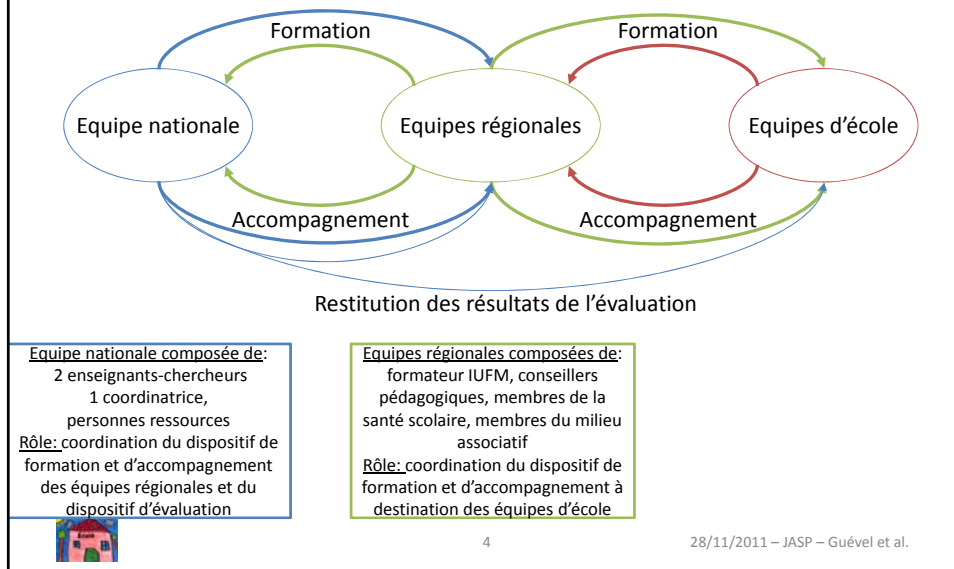 Formation
Formation
Equipe nationale
Equipes régionales
Equipes d'école
Accompagnement
Accompagnement
Restitution des résultats de l'évaluation
Equipe nationale composée de:
2 enseignants-chercheurs
1 coordinatrice,
personnes ressources
Rôle: coordination du dispositif de
formation et d'accompagnement
des équipes régionales et du
dispositif d'évaluation
Equipes régionales composées de:
formateur IUFM, conseillers
pédagogiques, membres de la
santé scolaire, membres du milieu
associatif
Rôle: coordination du dispositif de
formation et d'accompagnement à
destination des équipes d'école
4
28/11/2011 – JASP – Guével et al.